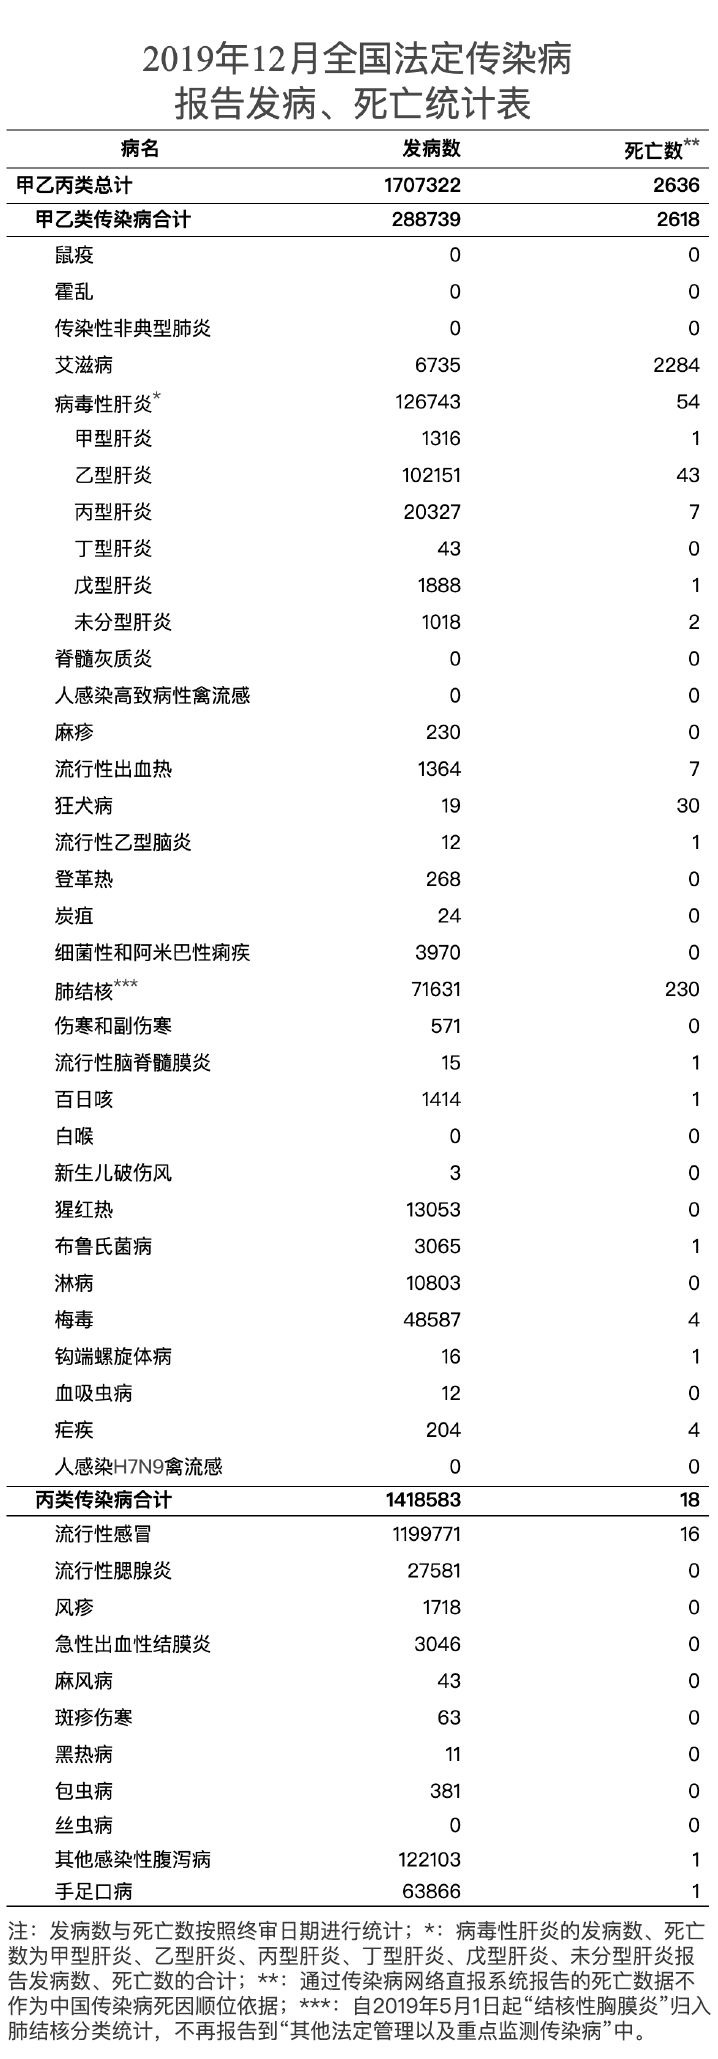 2019年12月全国法定传染病
报告发病、死亡统计表
病名 发病数 死亡数**
甲乙丙类总计 1707322 2636
甲乙类传染病合计 288739 2618
鼠疫 0 0
霍乱 0 0
传染性非典型肺炎 0 0
艾滋病 6735 2284
病毒性肝炎* 126743 54
甲型肝炎 1316 1
乙型肝炎 102151 43
丙型肝炎 20327 7
丁型肝炎 43 0
戊型肝炎 1888 1
未分型肝炎 1018 2
脊髓灰质炎 0 0
人感染高致病性禽流感 0 0
麻疹 230 0
流行性出血热 1364 7
狂犬病 19 30
流行性乙型脑炎 12 1
登革热 268 0
炭疽 24 0
细菌性和阿米巴性痢疾 3970 0
肺结核*** 71631 230
伤寒和副伤寒 571 0
流行性脑脊髓膜炎 15 1
百日咳 1414 1
白喉 0 0
新生儿破伤风 3 0
猩红热 13053 0
布鲁氏菌病 3065 1
淋病 10803 0
梅毒 48587 4
钩端螺旋体病 16 1
血吸虫病 12 0
疟疾 204 4
人感染H7N9禽流感 0 0
丙类传染病合计 1418583 18
流行性感冒 1199771 16
流行性腮腺炎 27581 0
风疹 1718 0
急性出血性结膜炎 3046 0
麻风病 43 0
斑疹伤寒 63 0
黑热病 11 0
包虫病 381 0
丝虫病 0 0
其他感染性腹泻病 122103 1
手足口病 63866 1
注：发病数与死亡数按照终审日期进行统计；*：病毒性肝炎的发病数、死亡
数为甲型肝炎、乙型肝炎、丙型肝炎、丁型肝炎、戊型肝炎、未分型肝炎报
告发病数、死亡数的合计；**：通过传染病网络直报系统报告的死亡数据不
作为中国传染病死因顺位依据；***：自2019年5月1日起“结核性胸膜炎”归入
肺结核分类统计，不再报告到“其他法定管理以及重点监测传染病”中。